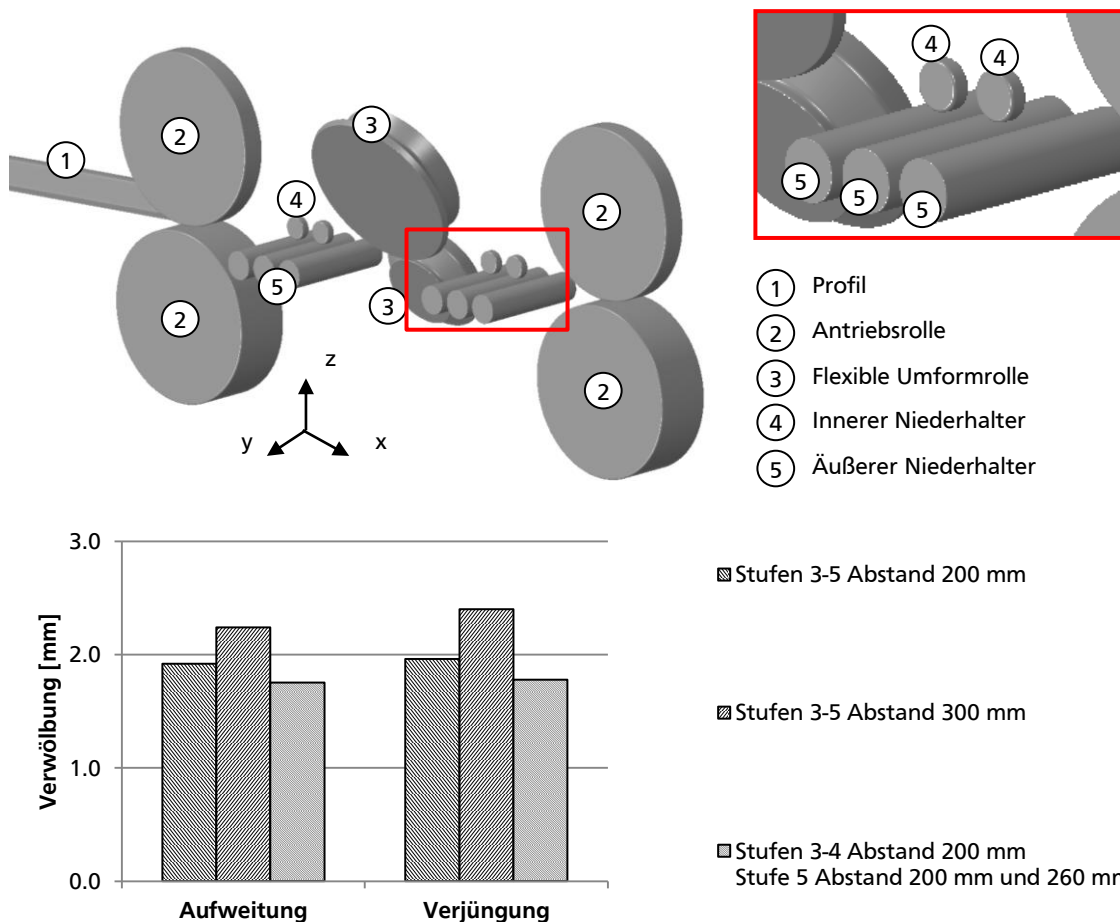 1
2
3
4
5
2
3
2
2
4
4
5
5
5
z
y
x
1 Profil
2 Antriebsrolle
3 Flexible Umformrolle
4 Innerer Niederhalter
5 Äußerer Niederhalter
Verwölbung [mm]
3.0
2.0
1.0
0.0
Aufweitung
Verjüngung
Stufen 3-5 Abstand 200 mm
Stufen 3-5 Abstand 300 mm
Stufen 3-4 Abstand 200 mm
Stufe 5 Abstand 200 mm und 260 mm